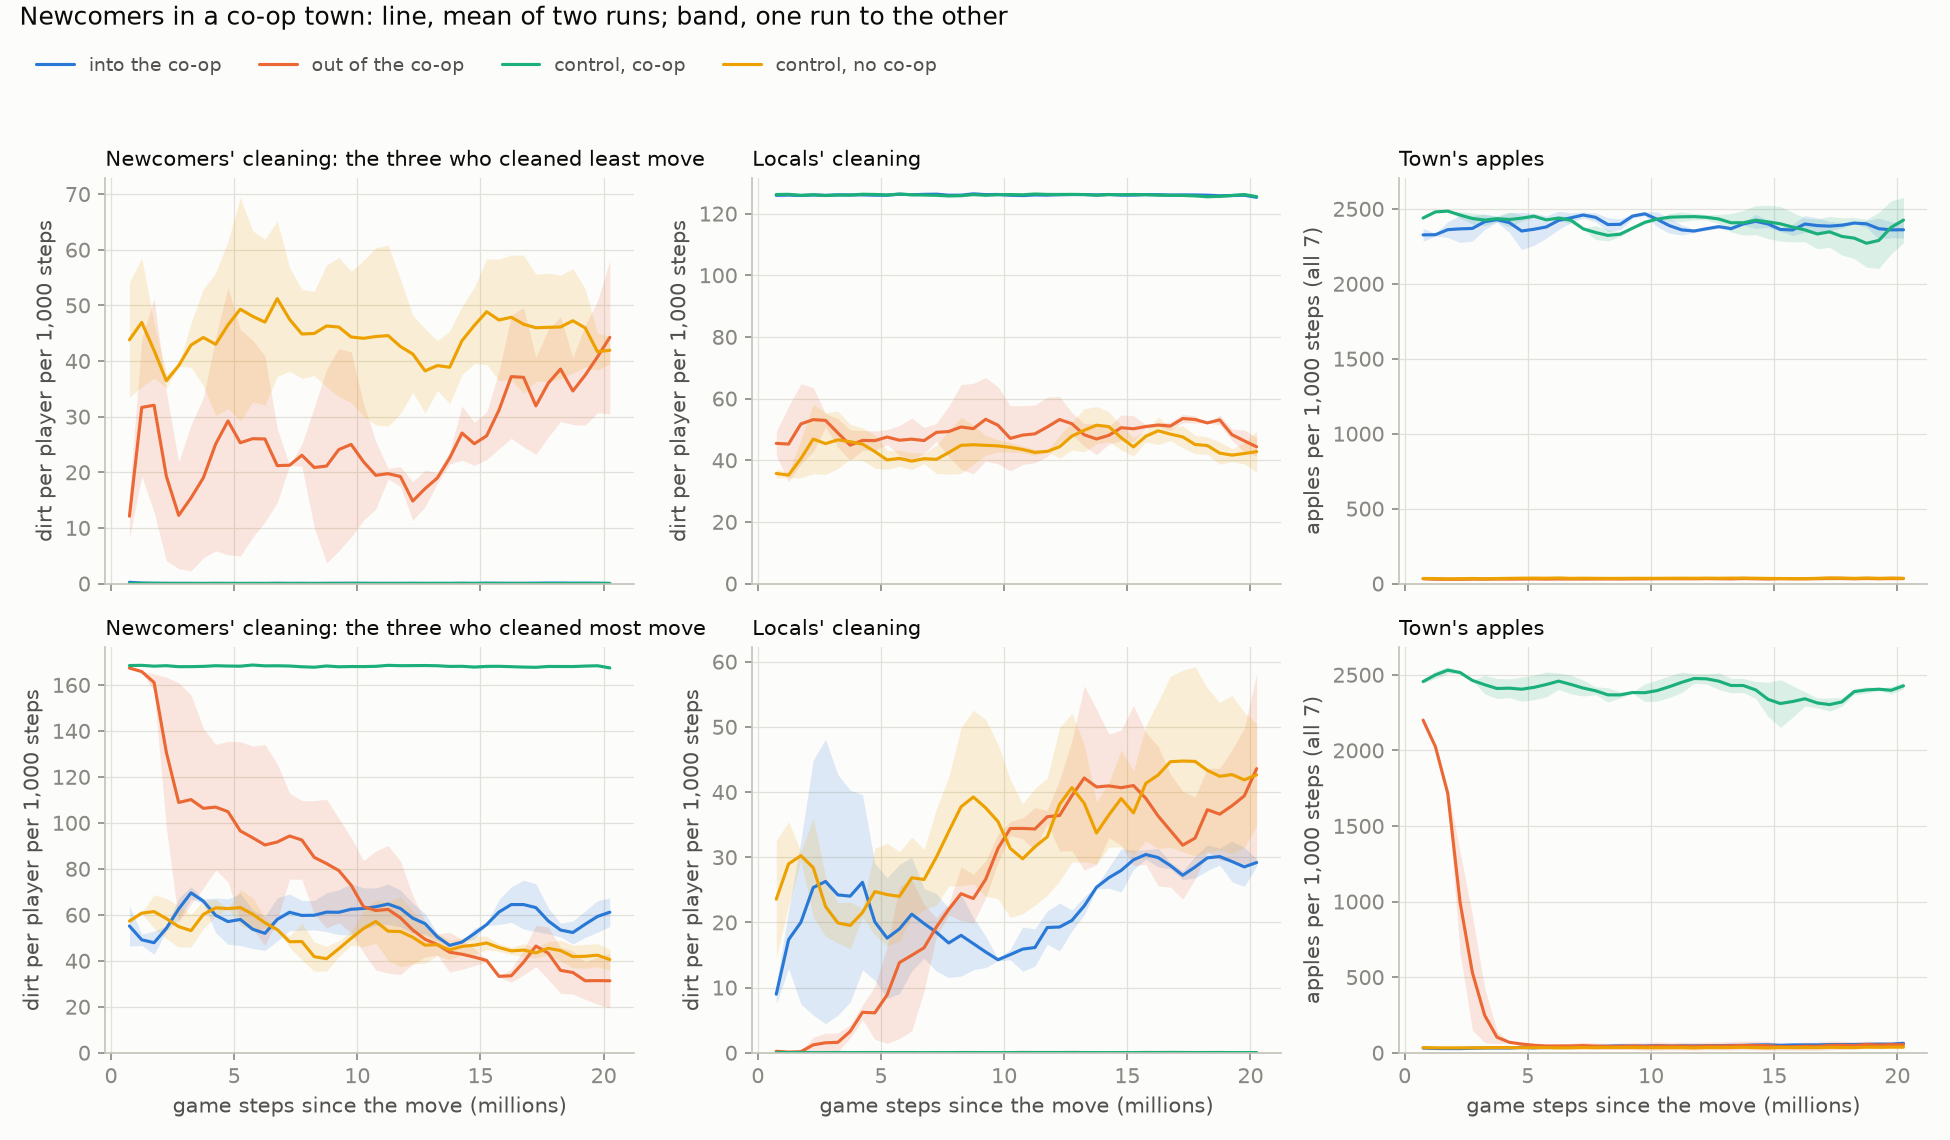 Newcomers in a co-op town: line, mean of two runs; band, one run to the other
into the co-op
out of the co-op
control, co-op
control, no co-op
Newcomers' cleaning: the three who cleaned least move
dirt per player per 1,000 steps
70
60
50
40
30
20
10
0
Locals' cleaning
dirt per player per 1,000 steps
120
100
80
60
40
20
0
Town's apples
apples per 1,000 steps (all 7)
2500
2000
1500
1000
500
0
Newcomers' cleaning: the three who cleaned most move
dirt per player per 1,000 steps
160
140
120
100
80
60
40
20
0
0 5 10 15 20
game steps since the move (millions)
Locals' cleaning
dirt per player per 1,000 steps
60
50
40
30
20
10
0
0 5 10 15 20
game steps since the move (millions)
Town's apples
apples per 1,000 steps (all 7)
2500
2000
1500
1000
500
0
0 5 10 15 20
game steps since the move (millions)